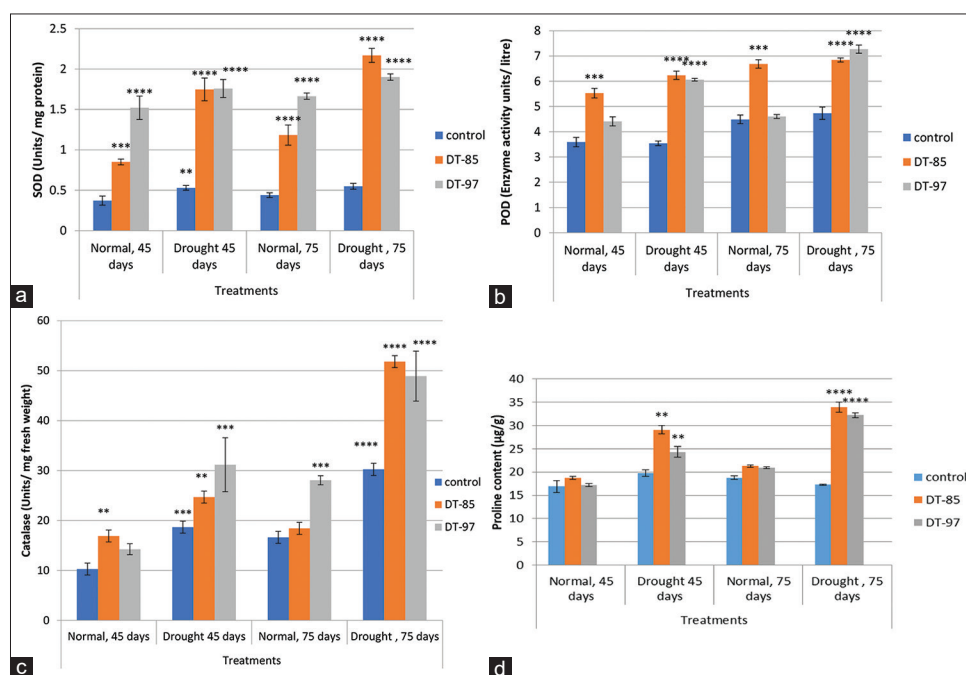 2.5
2
1.5
1
0.5
0
SOD (Units/ mg protein)
***
****
**
****
****
****
****
****
****
Normal, 45 days
Drought 45 days
Normal, 75 days
Drought , 75 days
Treatments
control
DT-85
DT-97
a
8
7
6
5
4
3
2
1
0
POD (Enzyme activity units/ litre)
***
****
****
***
****
****
Normal, 45 days
Drought 45 days
Normal, 75 days
Drought , 75 days
Treatments
control
DT-85
DT-97
b
60
50
40
30
20
10
0
Catalase (Units/ mg fresh weight)
**
***
**
***
***
****
****
****
Normal, 45 days
Drought 45 days
Normal, 75 days
Drought , 75 days
Treatments
control
DT-85
DT-97
c
40
35
30
25
20
15
10
5
0
Proline content (µg/g)
**
**
****
****
Normal, 45 days
Drought 45 days
Normal, 75 days
Drought , 75 days
Treatments
control
DT-85
DT-97
d